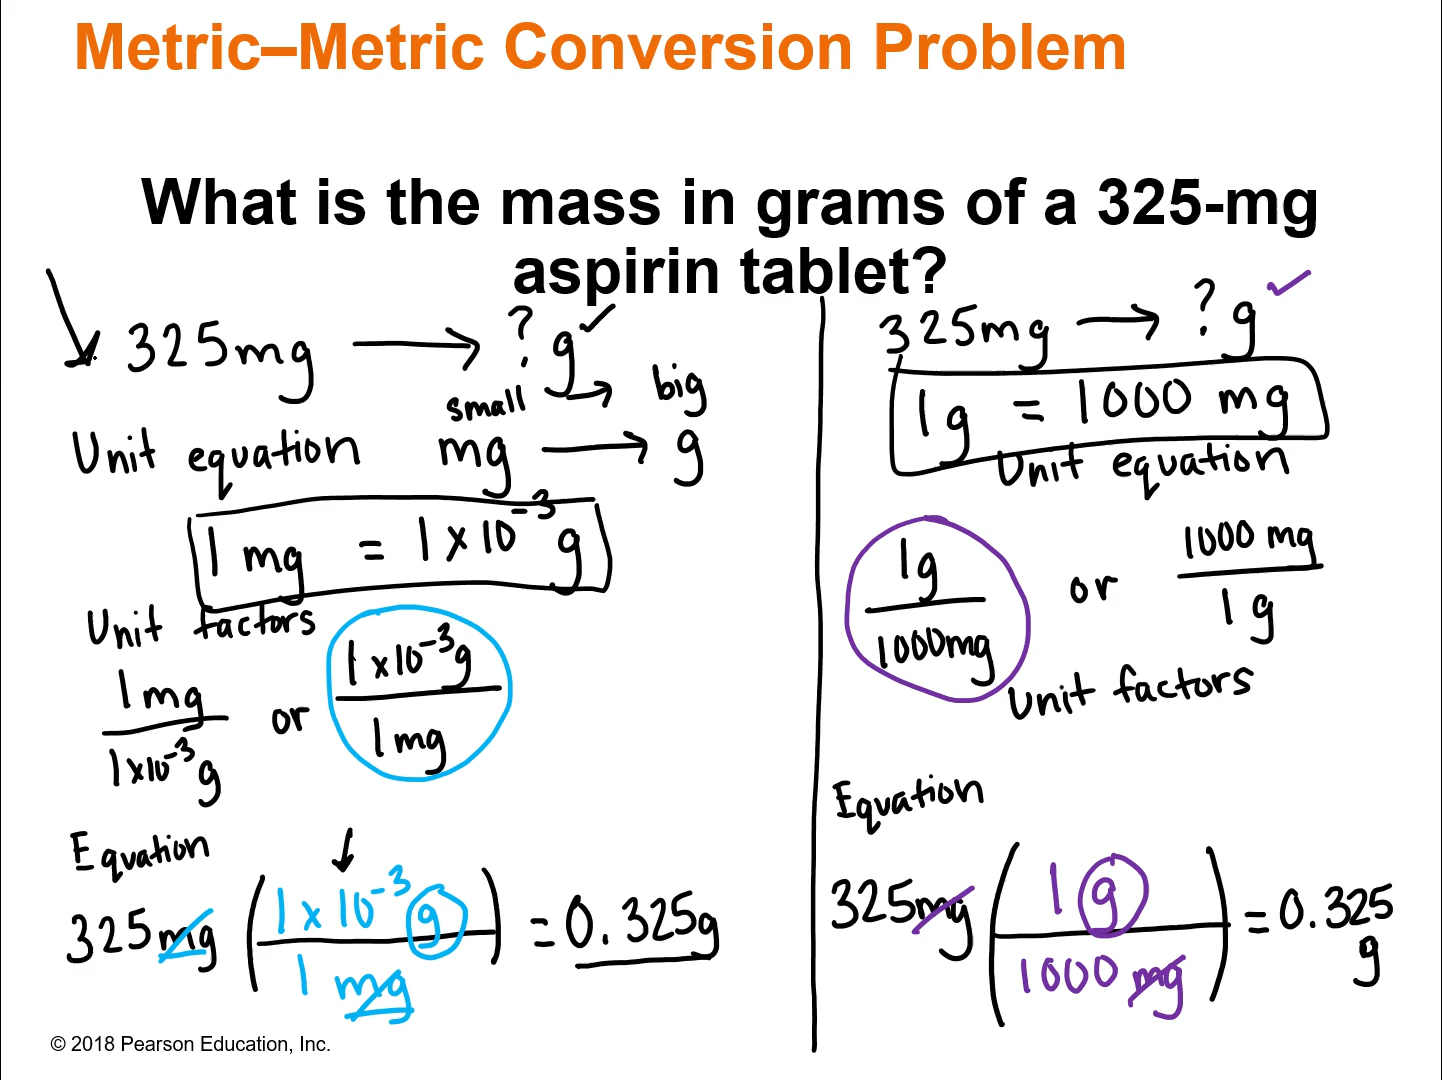 Metric–Metric Conversion Problem
What is the mass in grams of a 325-mg
aspirin tablet?
325mg → ? g ✓
small → big
Unit equation mg → g
1 mg = 1 x 10⁻³ g
Unit factors
1 mg / 1x10⁻³ g or 1 x10⁻³ g / 1 mg
Equation
325 mg (1 x 10⁻³ g / 1 mg) = 0.325g
325mg → ? g ✓
1g = 1000 mg
Unit equation
1g / 1000mg or 1000 mg / 1 g
Unit factors
Equation
325mg (1 g / 1000 mg) = 0.325
g
© 2018 Pearson Education, Inc.